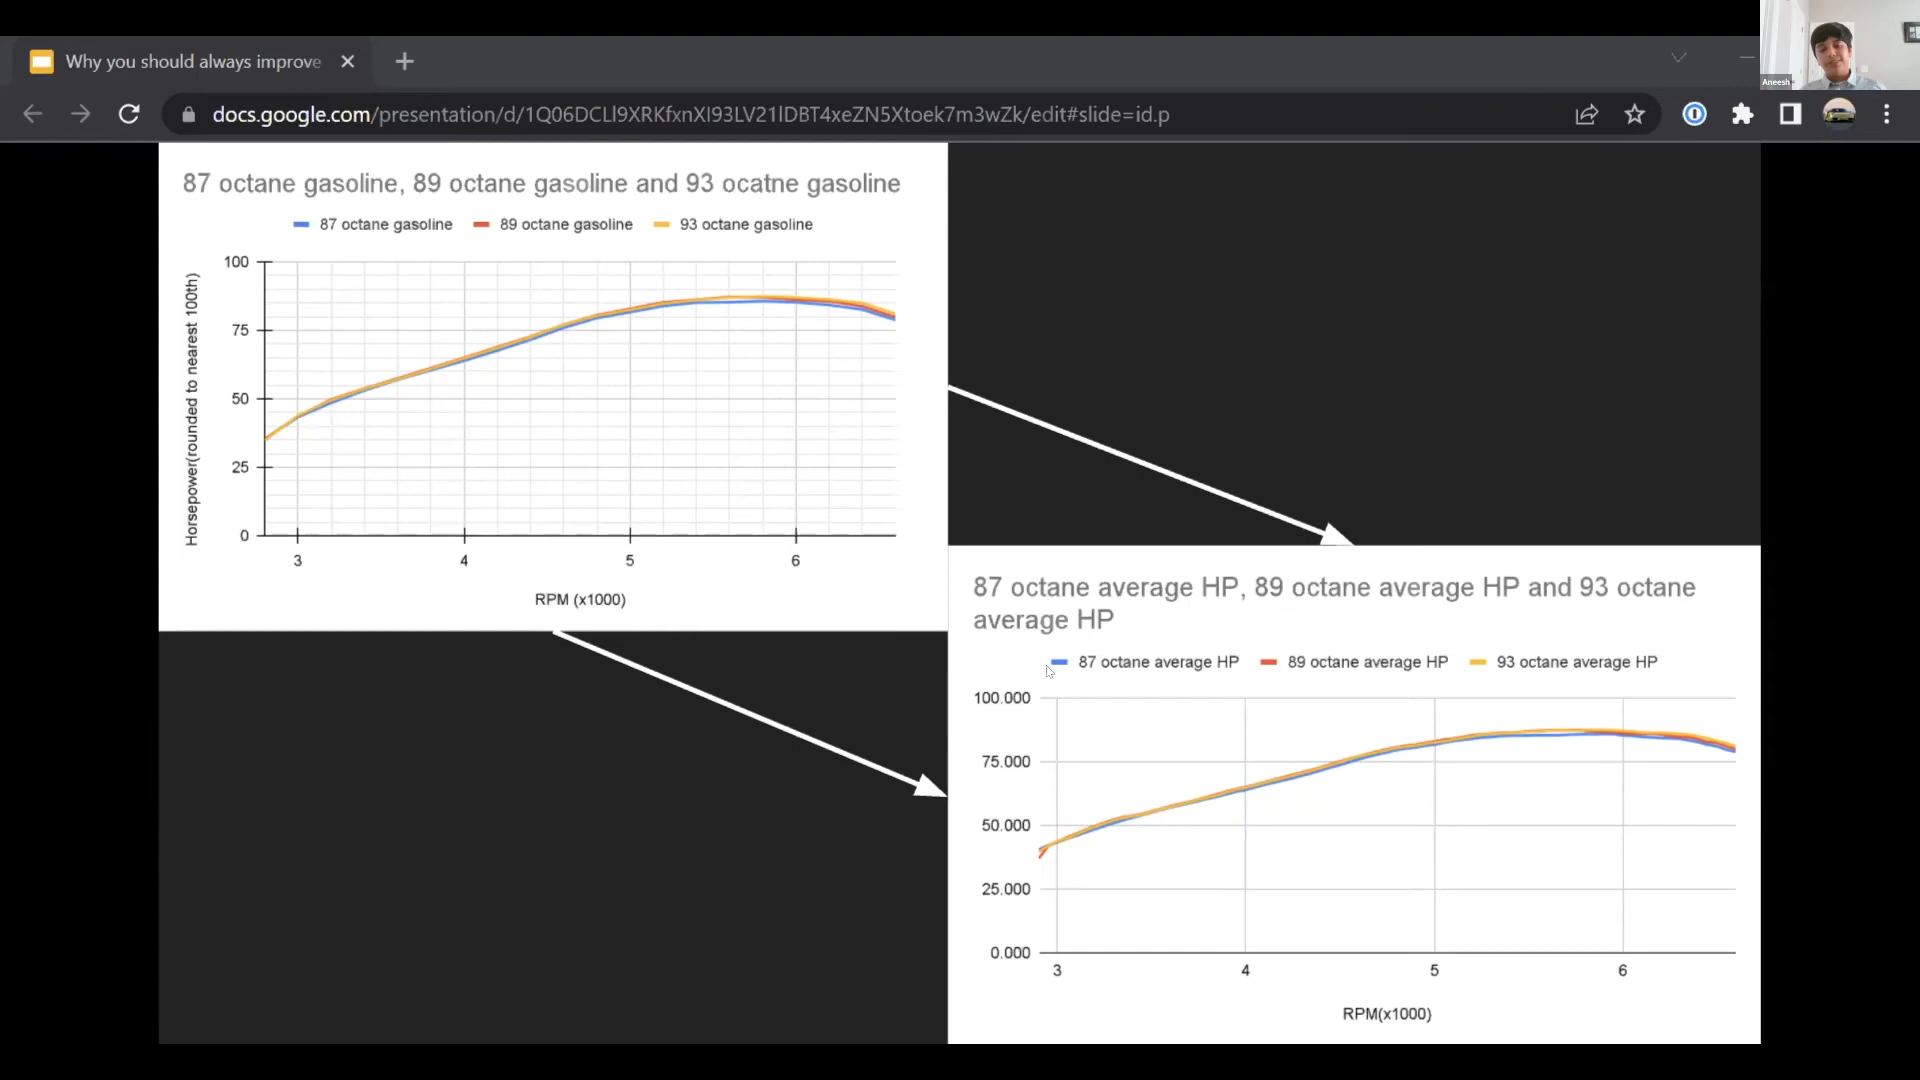 Why you should always improve
Aneesh
docs.google.com/presentation/d/1Q06DCLl9XRKfxnXI93LV21lDBT4xeZN5Xtoek7m3wZk/edit#slide=id.p
87 octane gasoline, 89 octane gasoline and 93 ocatne gasoline
87 octane gasoline 89 octane gasoline 93 octane gasoline
Horsepower(rounded to nearest 100th)
100
75
50
25
0
3 4 5 6
RPM (x1000)
87 octane average HP, 89 octane average HP and 93 octane
average HP
87 octane average HP 89 octane average HP 93 octane average HP
100.000
75.000
50.000
25.000
0.000
3 4 5 6
RPM(x1000)